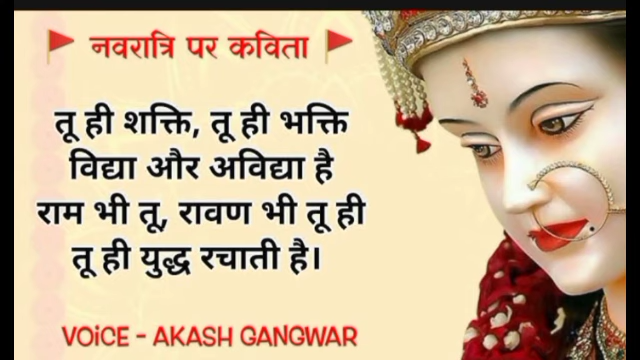 नवरात्रि पर कविता
तू ही शक्ति, तू ही भक्ति
विद्या और अविद्या है
राम भी तू, रावण भी तू ही
तू ही युद्ध रचाती है।
VOiCE - AKASH GANGWAR